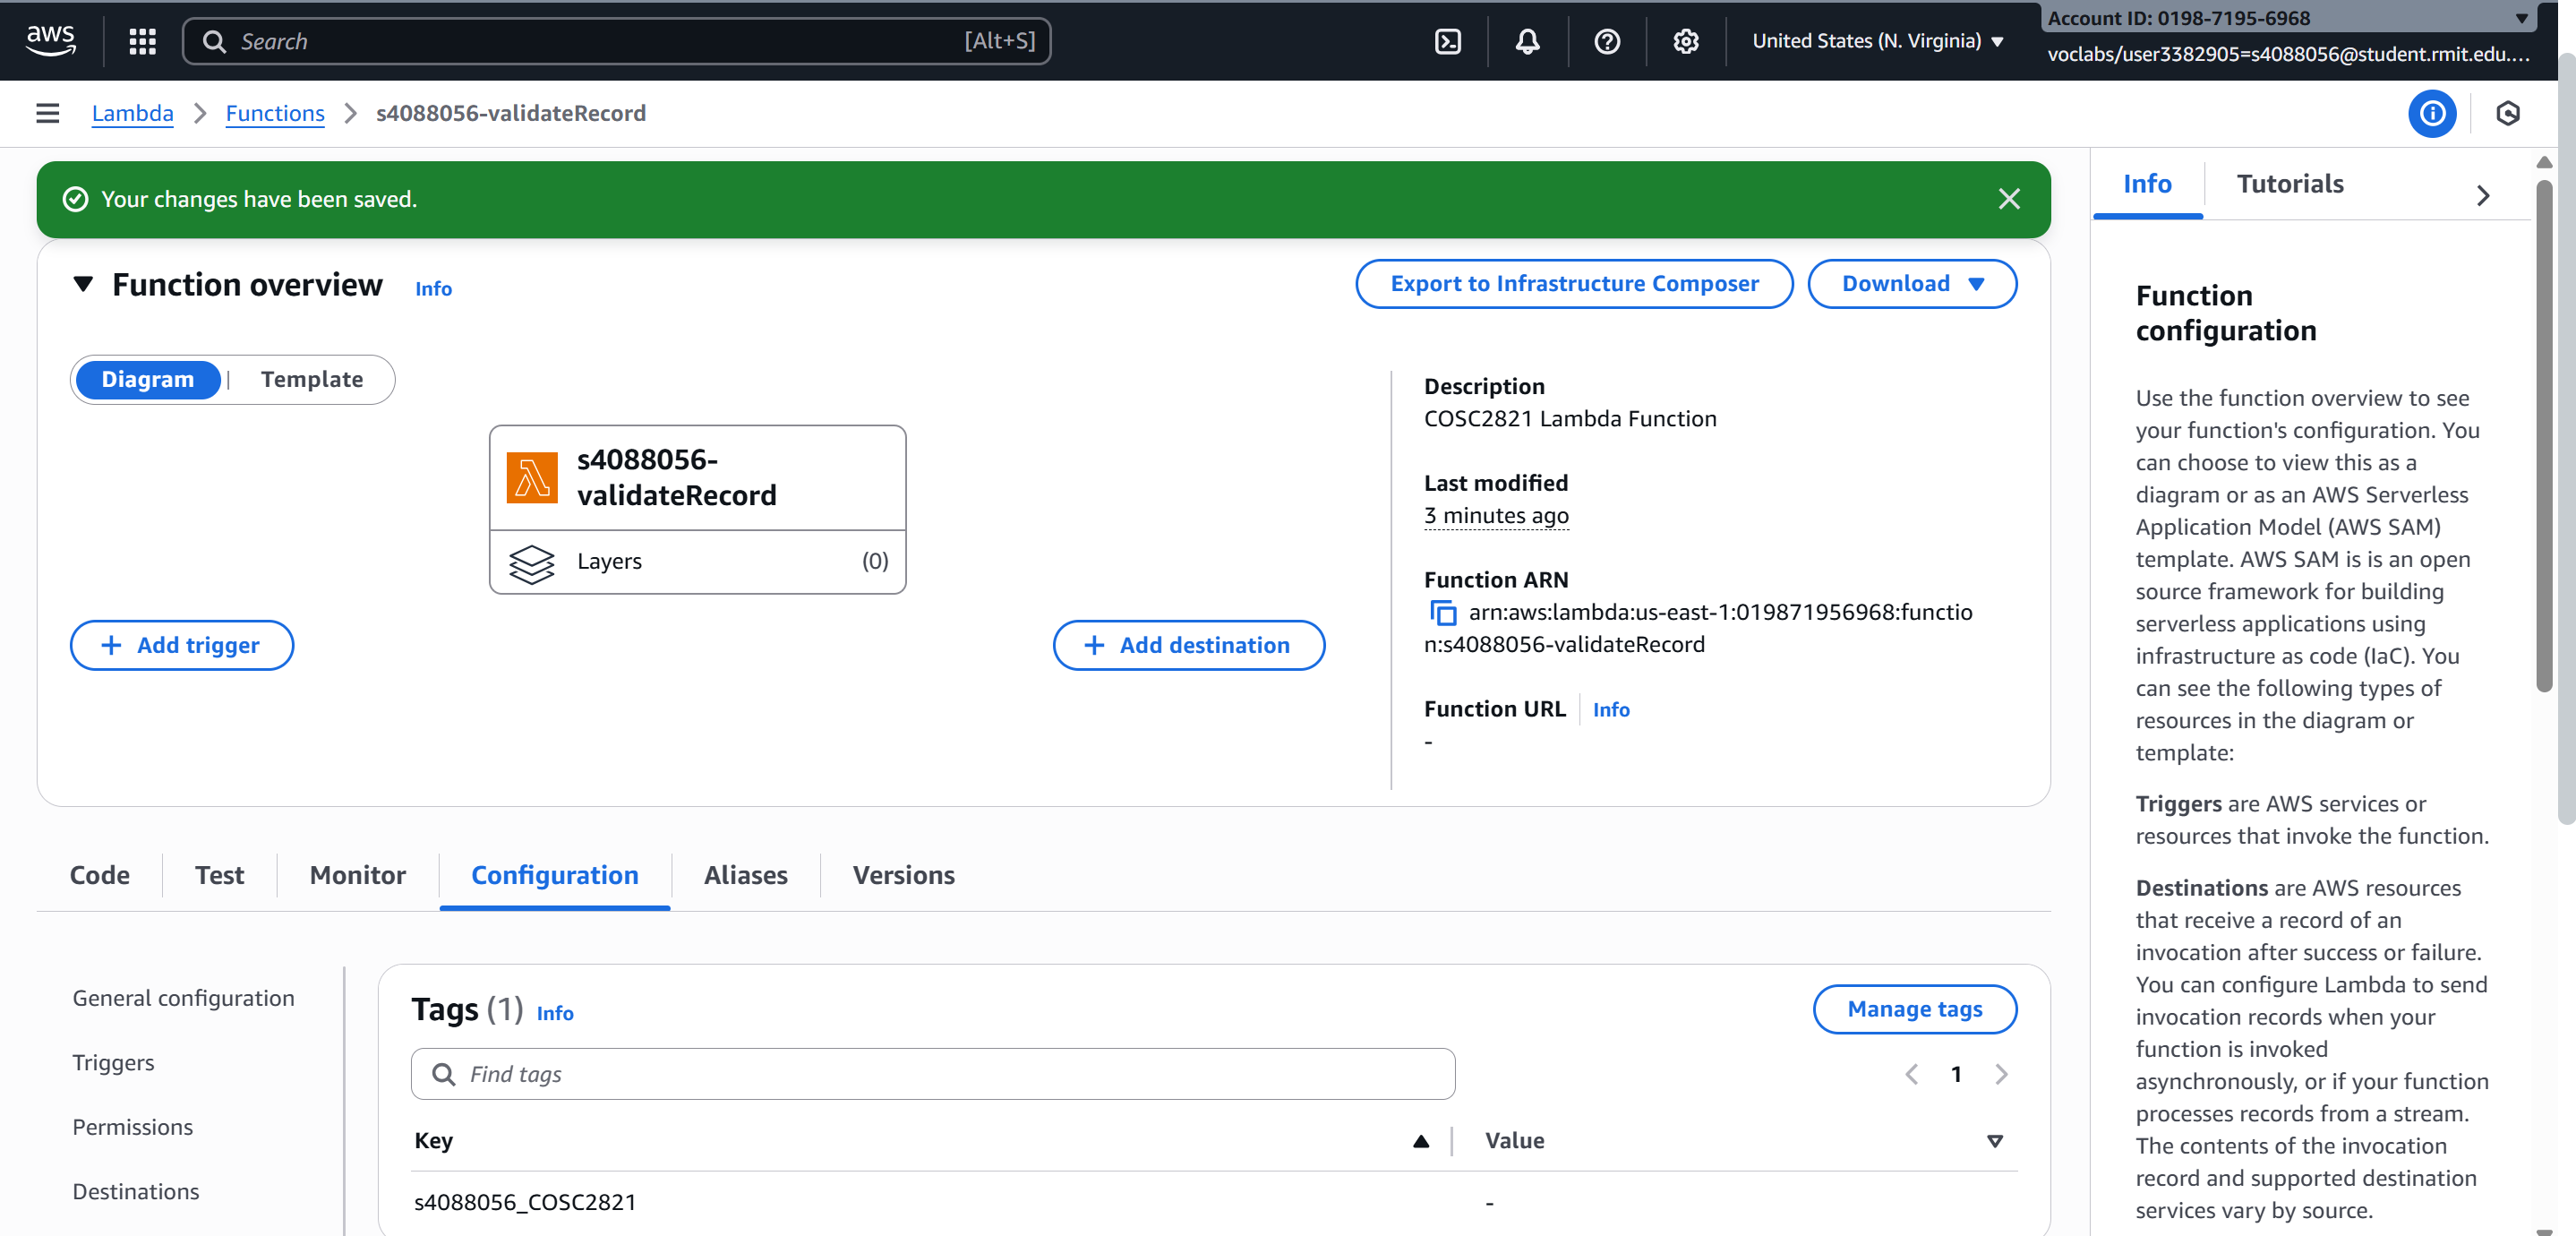 aws
Search
[Alt+S]
United States (N. Virginia)
Account ID: 0198-7195-6968
voclabs/user3382905=s4088056@student.rmit.edu....
Lambda
Functions
s4088056-validateRecord
Your changes have been saved.
Function overview
Info
Export to Infrastructure Composer
Download
Diagram
Template
s4088056-
validateRecord
Layers
(0)
Add trigger
Add destination
Description
COSC2821 Lambda Function
Last modified
3 minutes ago
Function ARN
arn:aws:lambda:us-east-1:019871956968:functio
n:s4088056-validateRecord
Function URL
Info
-
Code
Test
Monitor
Configuration
Aliases
Versions
General configuration
Triggers
Permissions
Destinations
Tags (1)
Info
Manage tags
Find tags
1
Key
Value
s4088056_COSC2821
-
Info
Tutorials
Function
configuration
Use the function overview to see
your function's configuration. You
can choose to view this as a
diagram or as an AWS Serverless
Application Model (AWS SAM)
template. AWS SAM is is an open
source framework for building
serverless applications using
infrastructure as code (IaC). You
can see the following types of
resources in the diagram or
template:
Triggers are AWS services or
resources that invoke the function.
Destinations are AWS resources
that receive a record of an
invocation after success or failure.
You can configure Lambda to send
invocation records when your
function is invoked
asynchronously, or if your function
processes records from a stream.
The contents of the invocation
record and supported destination
services vary by source.